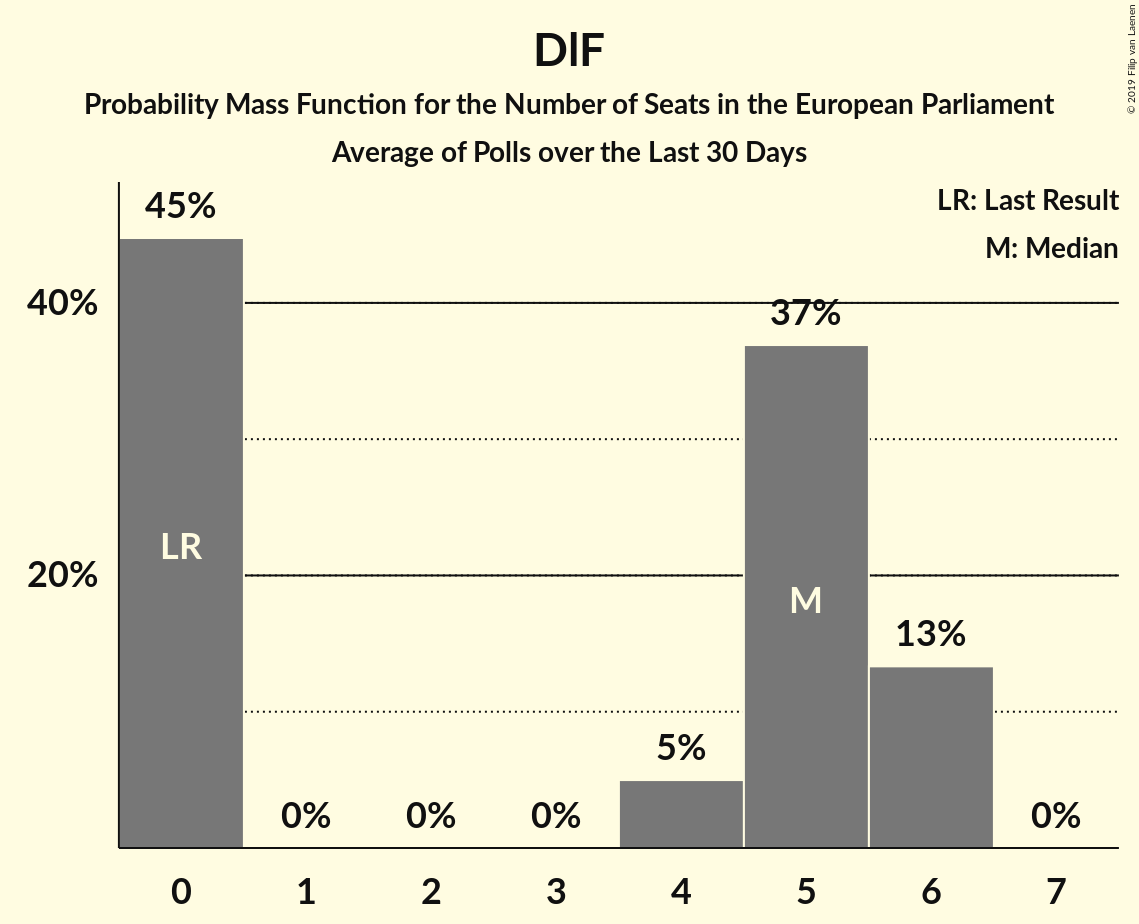 DIF
Probability Mass Function for the Number of Seats in the European Parliament
Average of Polls over the Last 30 Days
© 2019 Filip van Laenen
LR: Last Result
M: Median
45%
40%
37%
LR
20%
M
13%
5%
0% 0% 0% 0%
0 1 2 3 4 5 6 7